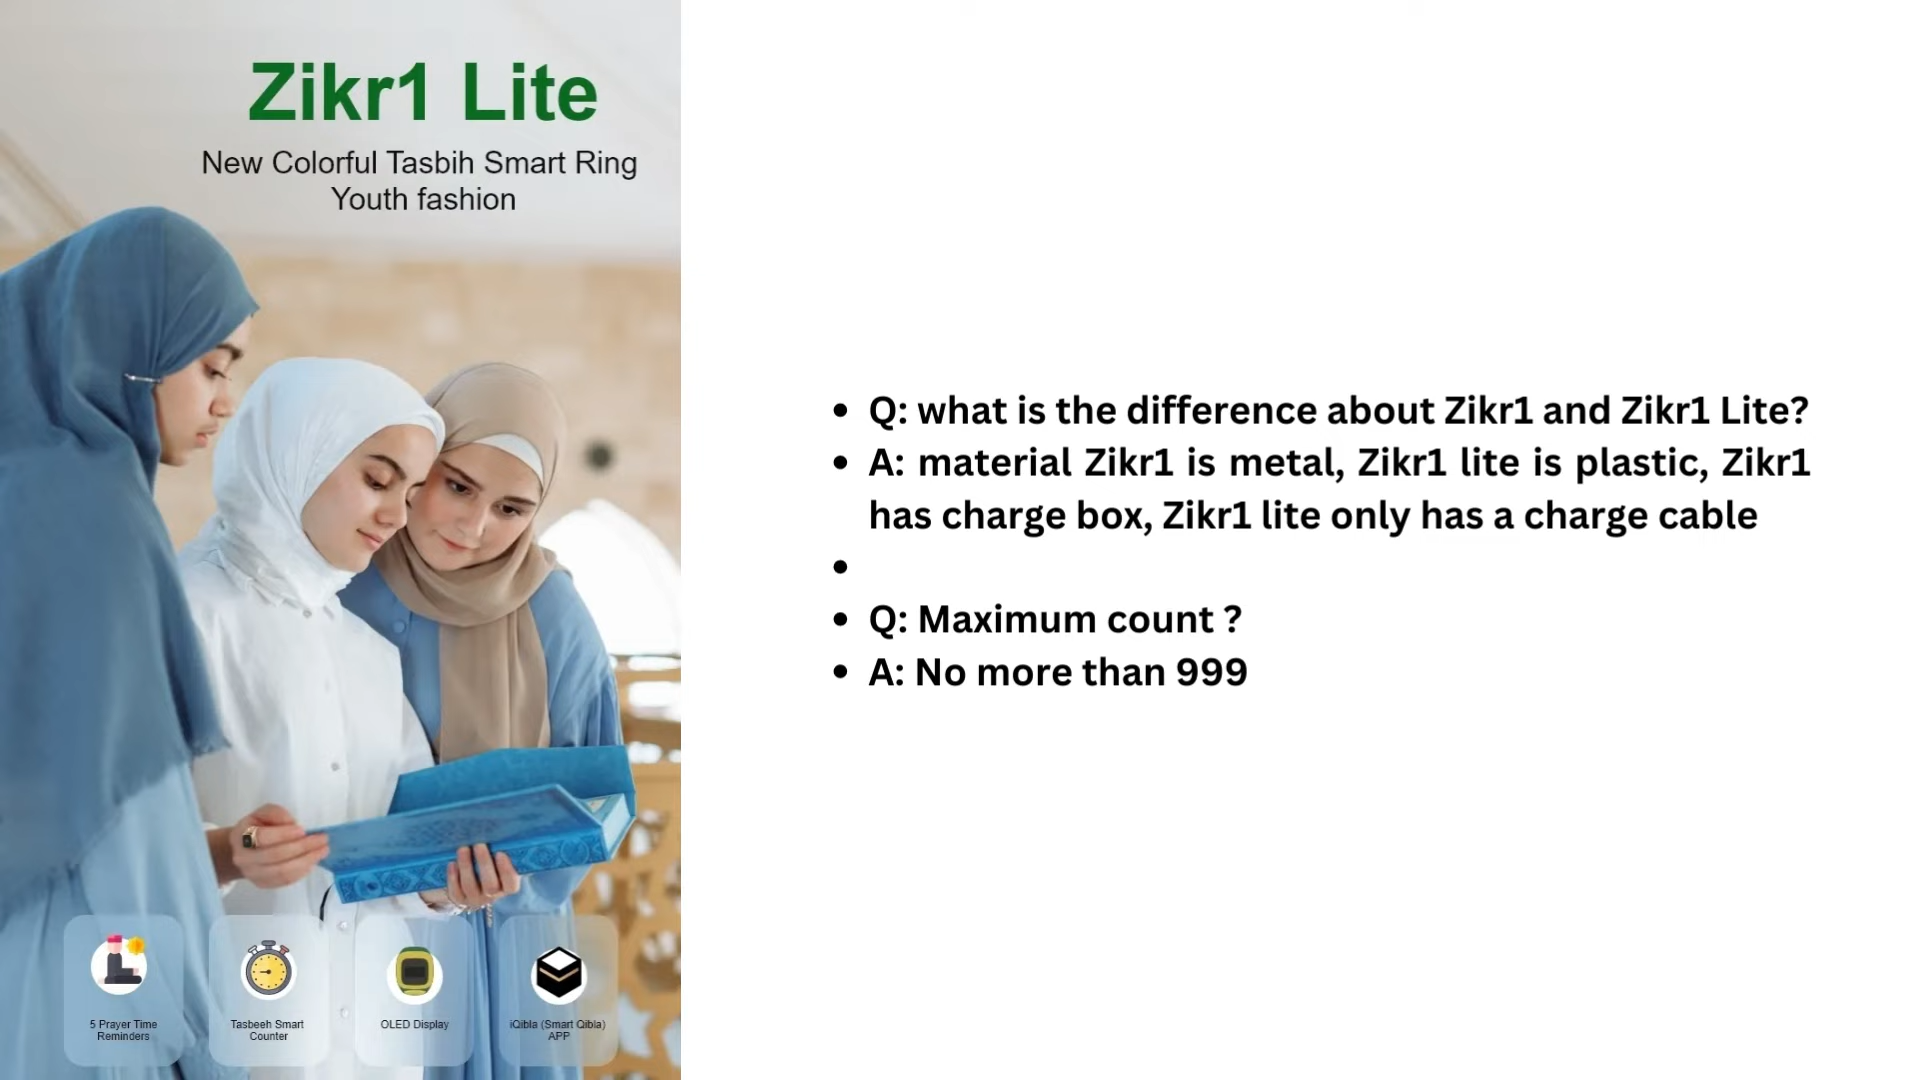 Zikr1 Lite
New Colorful Tasbih Smart Ring
Youth fashion
5 Prayer Time
Reminders
Tasbeeh Smart
Counter
OLED Display
iQibla (Smart Qibla)
APP
• Q: what is the difference about Zikr1 and Zikr1 Lite?
• A: material Zikr1 is metal, Zikr1 lite is plastic, Zikr1
has charge box, Zikr1 lite only has a charge cable
•
• Q: Maximum count ?
• A: No more than 999